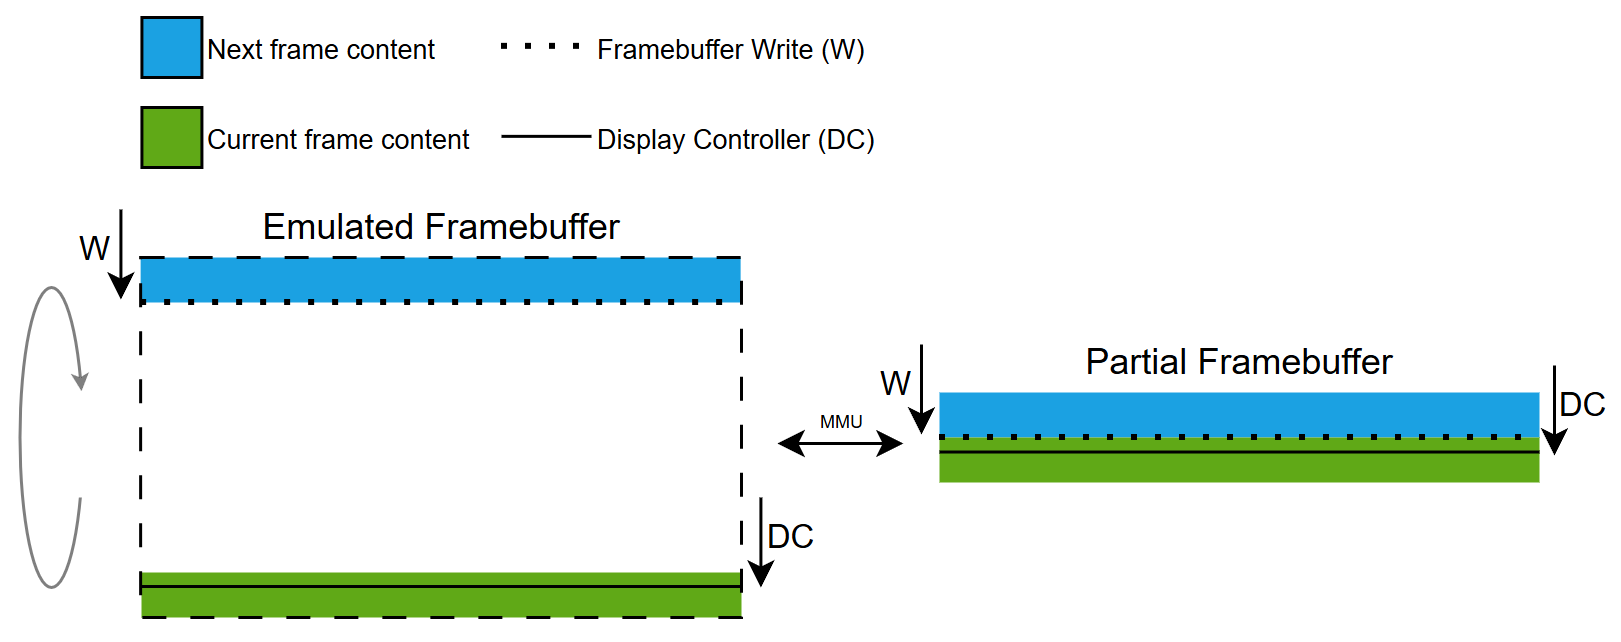 Next frame content
Framebuffer Write (W)
Current frame content
Display Controller (DC)
W
Emulated Framebuffer
DC
MMU
W
Partial Framebuffer
DC